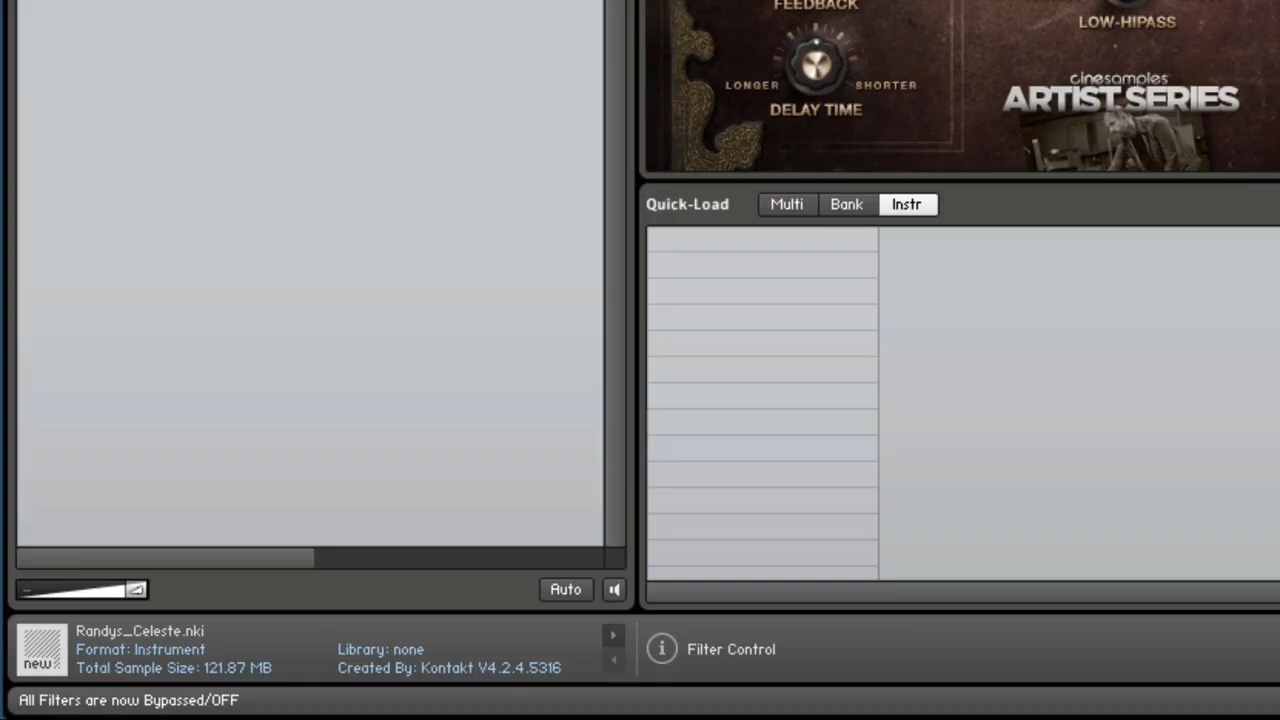 FEEDBACK
LOW-HIPASS
LONGER
SHORTER
DELAY TIME
cinesamples
ARTIST SERIES
Quick-Load
Multi
Bank
Instr
Auto
new
Randys_Celeste.nki
Format: Instrument
Library: none
Total Sample Size: 121.87 MB
Created By: Kontakt V4.2.4.5316
i
Filter Control
All Filters are now Bypassed/OFF